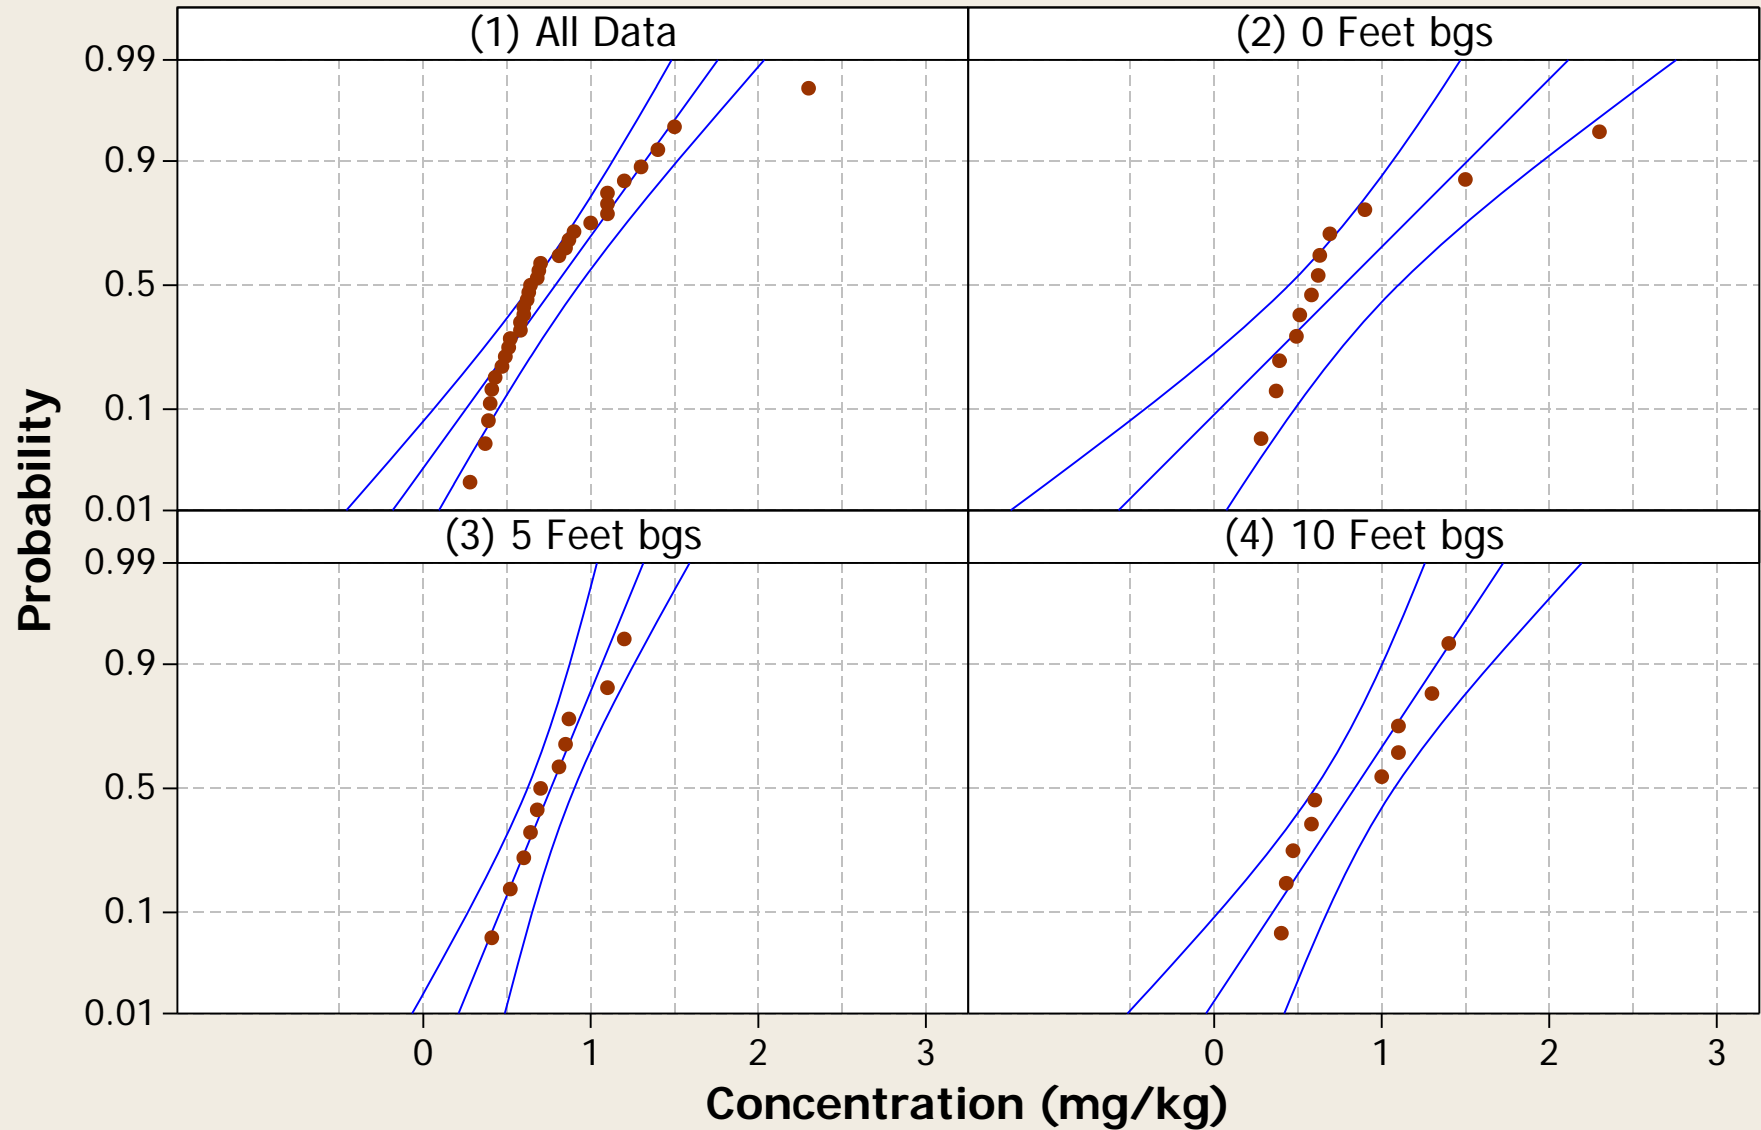 (1) All Data
(2) 0 Feet bgs
0.99
0.9
0.5
0.1
0.01
(3) 5 Feet bgs
(4) 10 Feet bgs
0.99
0.9
0.5
0.1
0.01
Probability
0 1 2 3
0 1 2 3
Concentration (mg/kg)